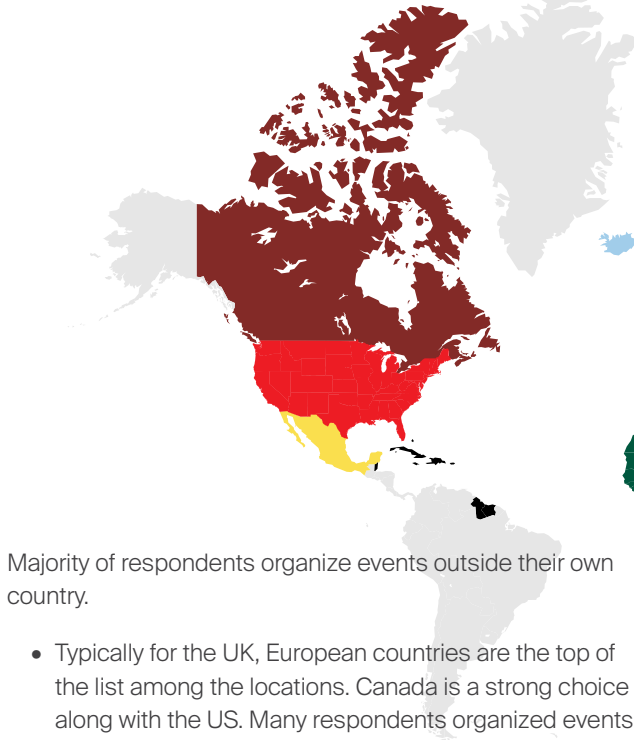 Majority of respondents organize events outside their own
country.
• Typically for the UK, European countries are the top of
the list among the locations. Canada is a strong choice
along with the US. Many respondents organized events